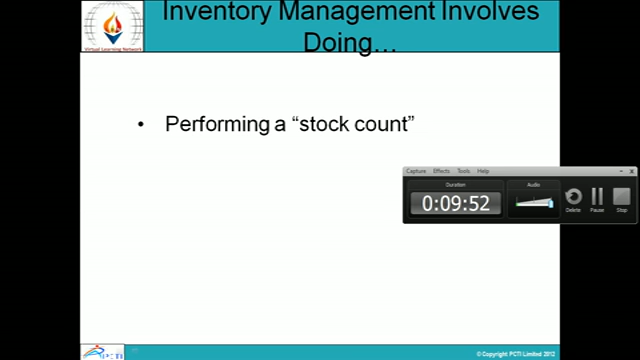 Inventory Management Involves
Doing...
Virtual Learning Network
• Performing a “stock count”
Capture Effects Tools Help
Duration Audio
0:09:52
Delete Pause Stop
PCTI
© Copyright PCTI Limited 2012